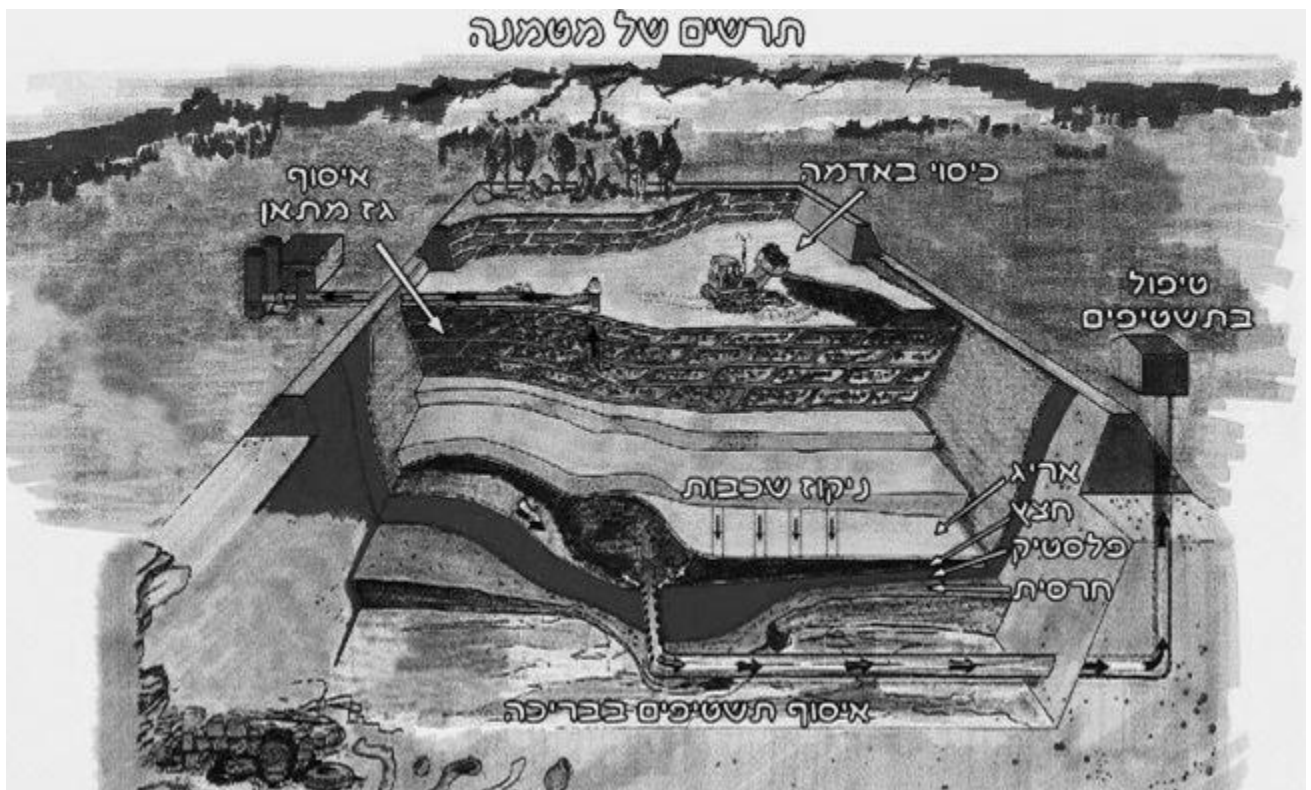 תרשים של מטמנה
איסוף
גז מתאן
כיסוי באדמה
טיפול
בתשטיפים
ניקוז שכבות
אריג
חצץ
פלסטיק
חרסית
איסוף תשטיפים בבריכה